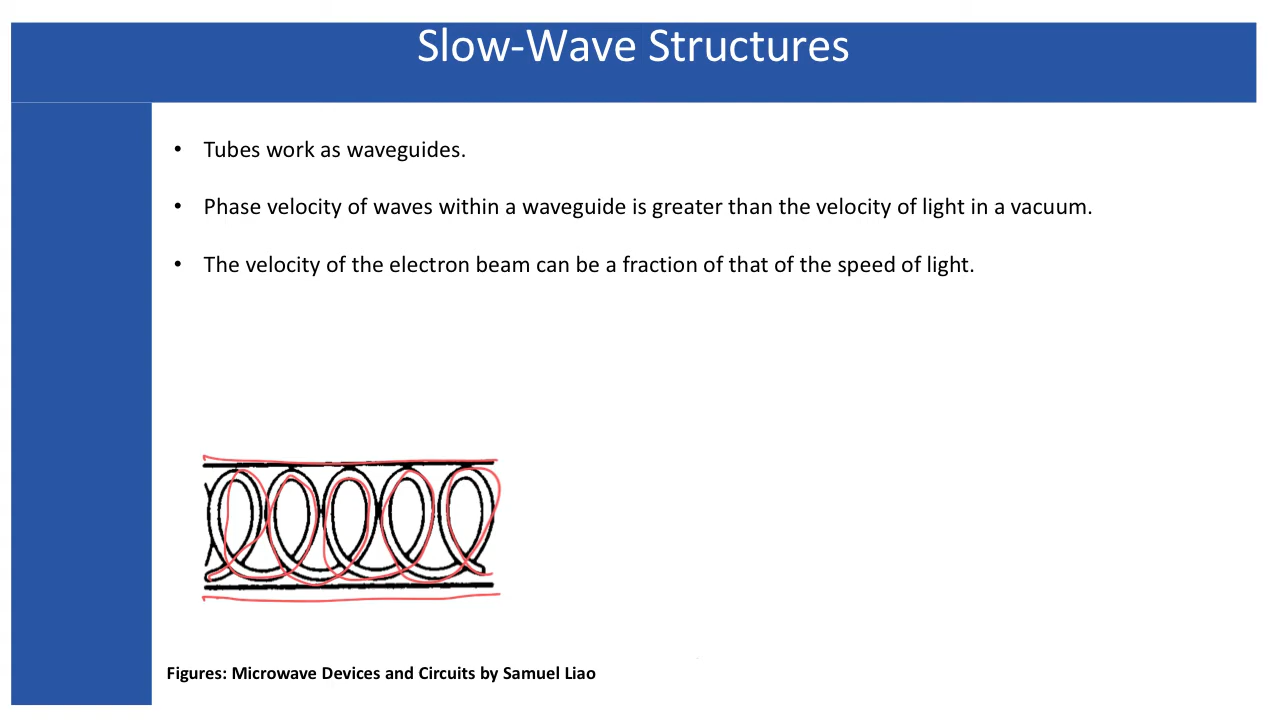 Slow-Wave Structures
• Tubes work as waveguides.
• Phase velocity of waves within a waveguide is greater than the velocity of light in a vacuum.
• The velocity of the electron beam can be a fraction of that of the speed of light.
Figures: Microwave Devices and Circuits by Samuel Liao